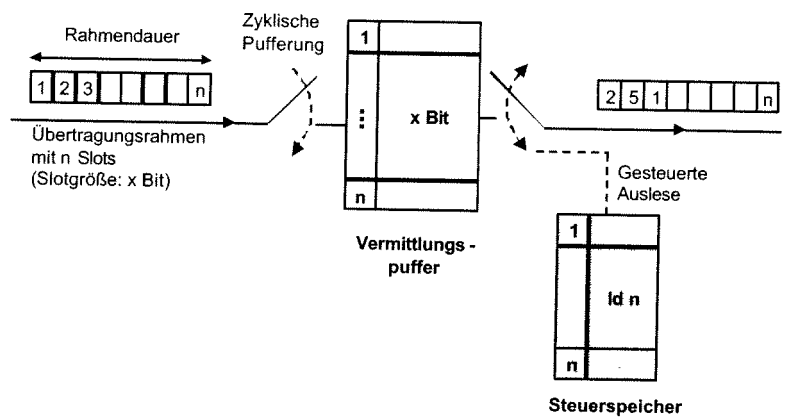 Rahmendauer
1 2 3 n
Übertragungsrahmen
mit n Slots
(Slotgröße: x Bit)
Zyklische
Pufferung
1
⋮
x Bit
n
Vermittlungs -
puffer
2 5 1 n
Gesteuerte
Auslese
1
Id n
n
Steuerspeicher